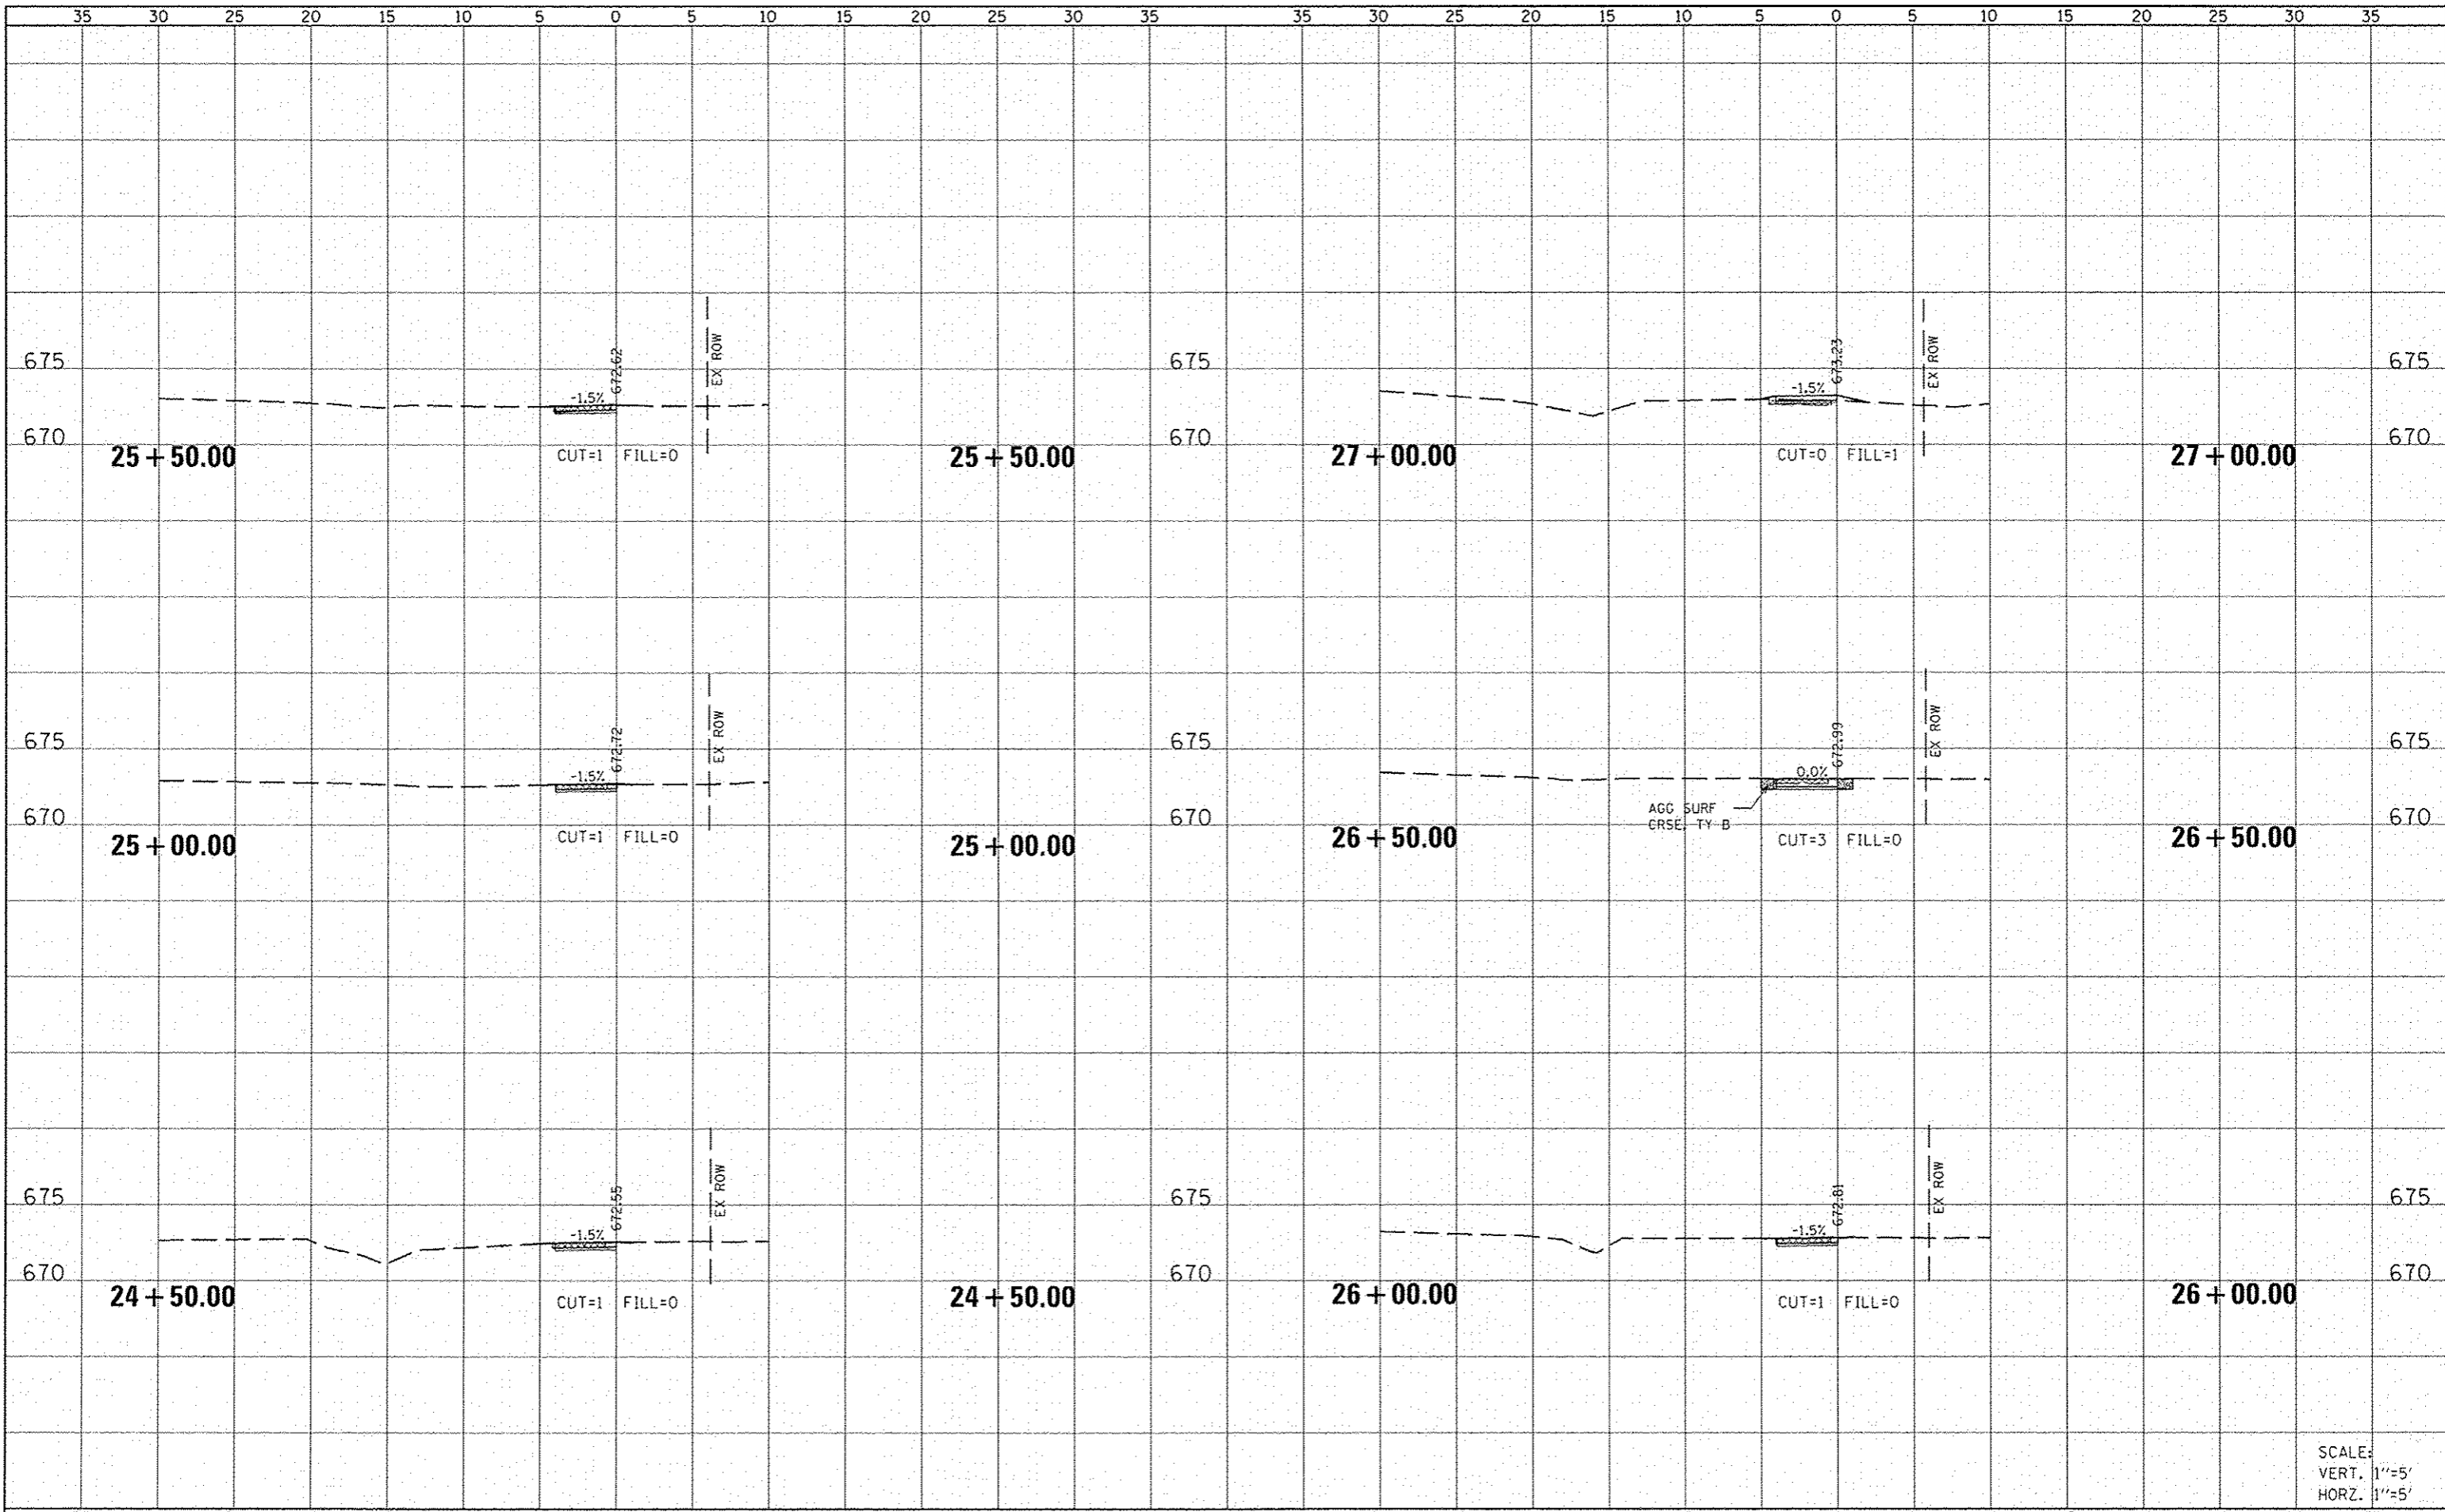 35 30 25 20 15 10 5 0 5 10 15 20 25 30 35 30 25 20 15 10 5 0 5 10 15 20 25 30 35
672.62
EX ROW
673.23
EX ROW
675 -1.5% 675 -1.5% 675
670 670 670
25+50.00 CUT=1 FILL=0 25+50.00 27+00.00 CUT=0 FILL=1 27+00.00
672.72
EX ROW
672.99
EX ROW
675 -1.5% 675 0.0% 675
AGG SURF
CRSE, TY B
670 670 670
25+00.00 CUT=1 FILL=0 25+00.00 26+50.00 CUT=3 FILL=0 26+50.00
672.55
EX ROW
672.81
EX ROW
675 -1.5% 675 -1.5% 675
670 670 670
24+50.00 CUT=1 FILL=0 24+50.00 26+00.00 CUT=1 FILL=0 26+00.00
SCALE:
VERT. 1"=5'
HORZ. 1"=5'